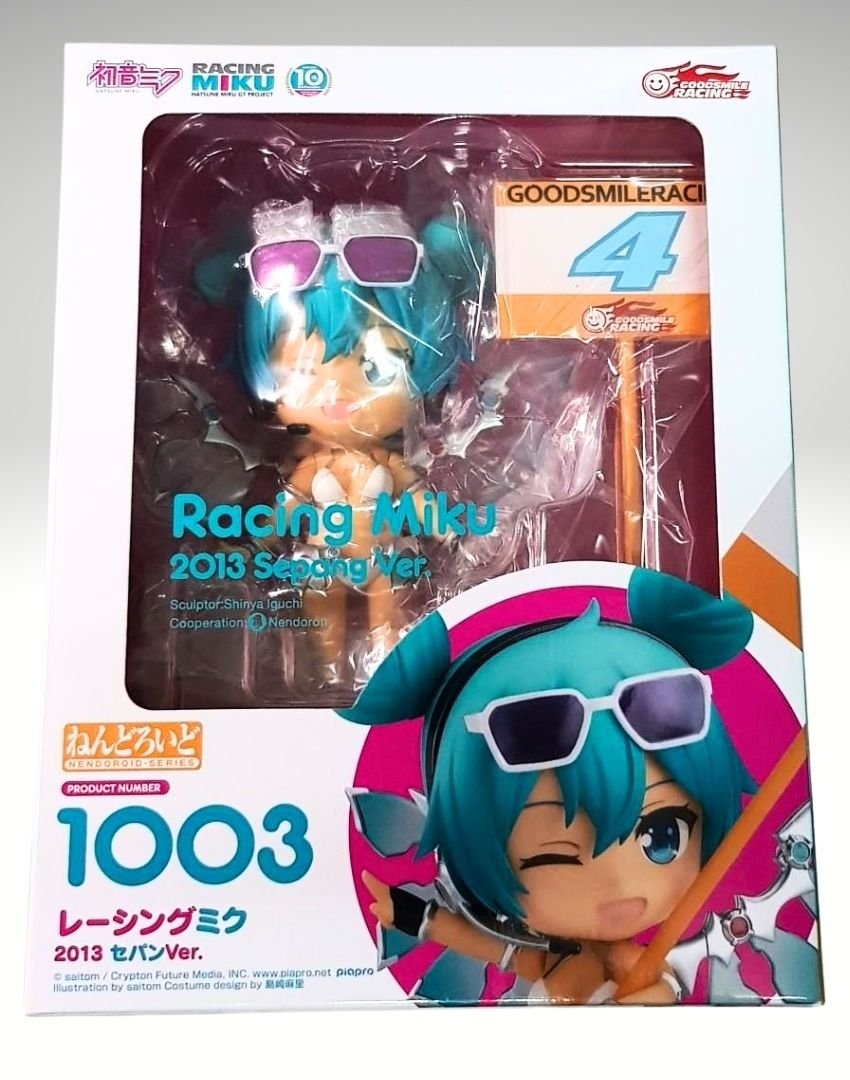 初音ミク
HATSUNE MIKU
RACING
MIKU
HATSUNE MIKU GT PROJECT
10
GOODSMILE
RACING
GOODSMILERACI
4
GOODSMILE
RACING
Racing Miku
2013 Sepang Ver.
Sculptor:Shinya Iguchi
Cooperation: Nendoron
ねんどろいど
NENDOROID·SERIES
PRODUCT NUMBER
1003
レーシングミク
2013 セパンVer.
© saitom / Crypton Future Media, INC. www.piapro.net piapro
Illustration by saitom Costume design by 島崎麻里